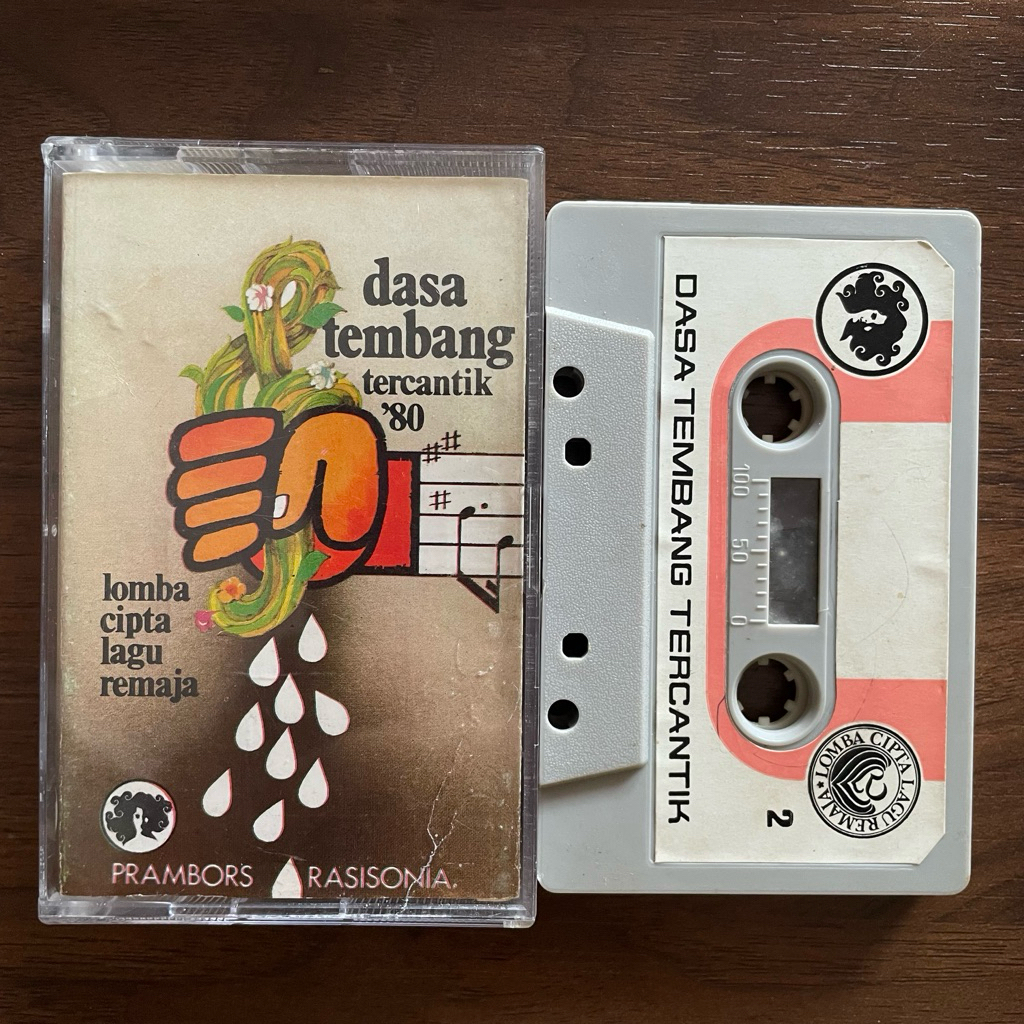 dasa
tembang
tercantik
'80
lomba
cipta
lagu
remaja
PRAMBORS RASISONIA.
DASA TEMBANG TERCANTIK
100
50
0
2
LOMBA CIPTA LAGU REMAJA